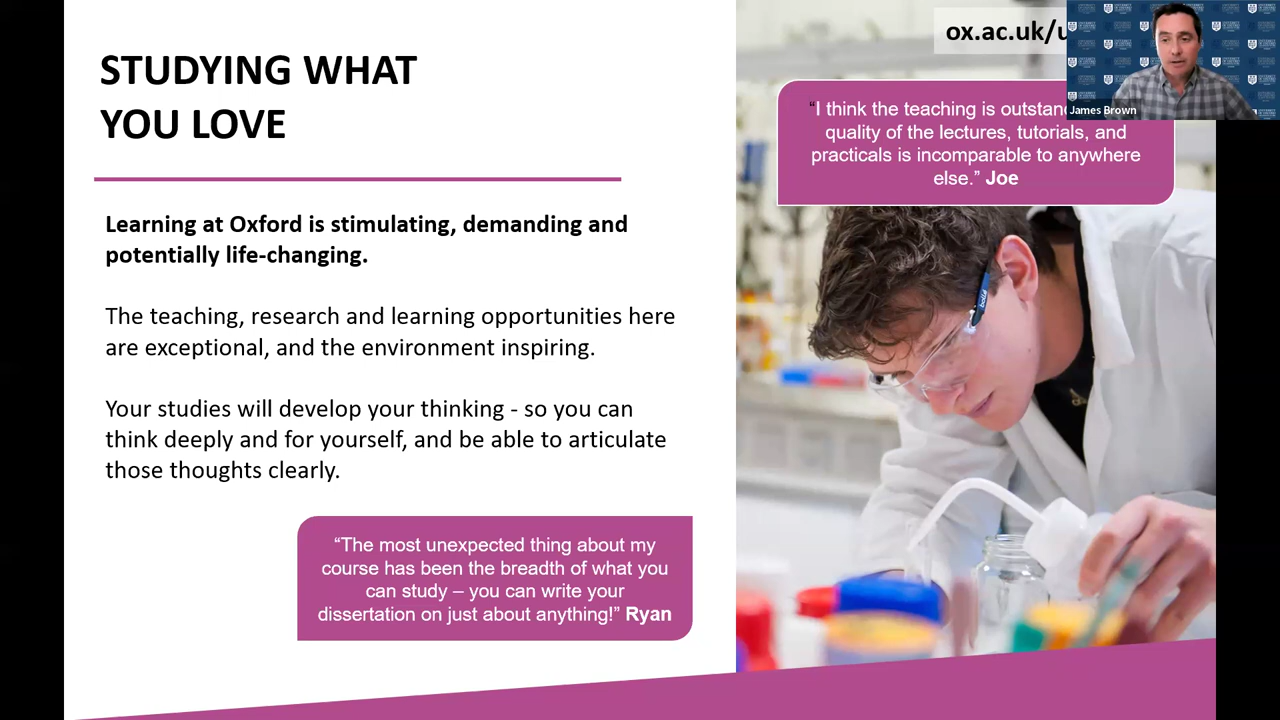 STUDYING WHAT
YOU LOVE
Learning at Oxford is stimulating, demanding and
potentially life-changing.
The teaching, research and learning opportunities here
are exceptional, and the environment inspiring.
Your studies will develop your thinking - so you can
think deeply and for yourself, and be able to articulate
those thoughts clearly.
“The most unexpected thing about my
course has been the breadth of what you
can study – you can write your
dissertation on just about anything!” Ryan
ox.ac.uk/u
“I think the teaching is
quality of the lectures, tutorials, and
practicals is incomparable to anywhere
else.” Joe
James Brown